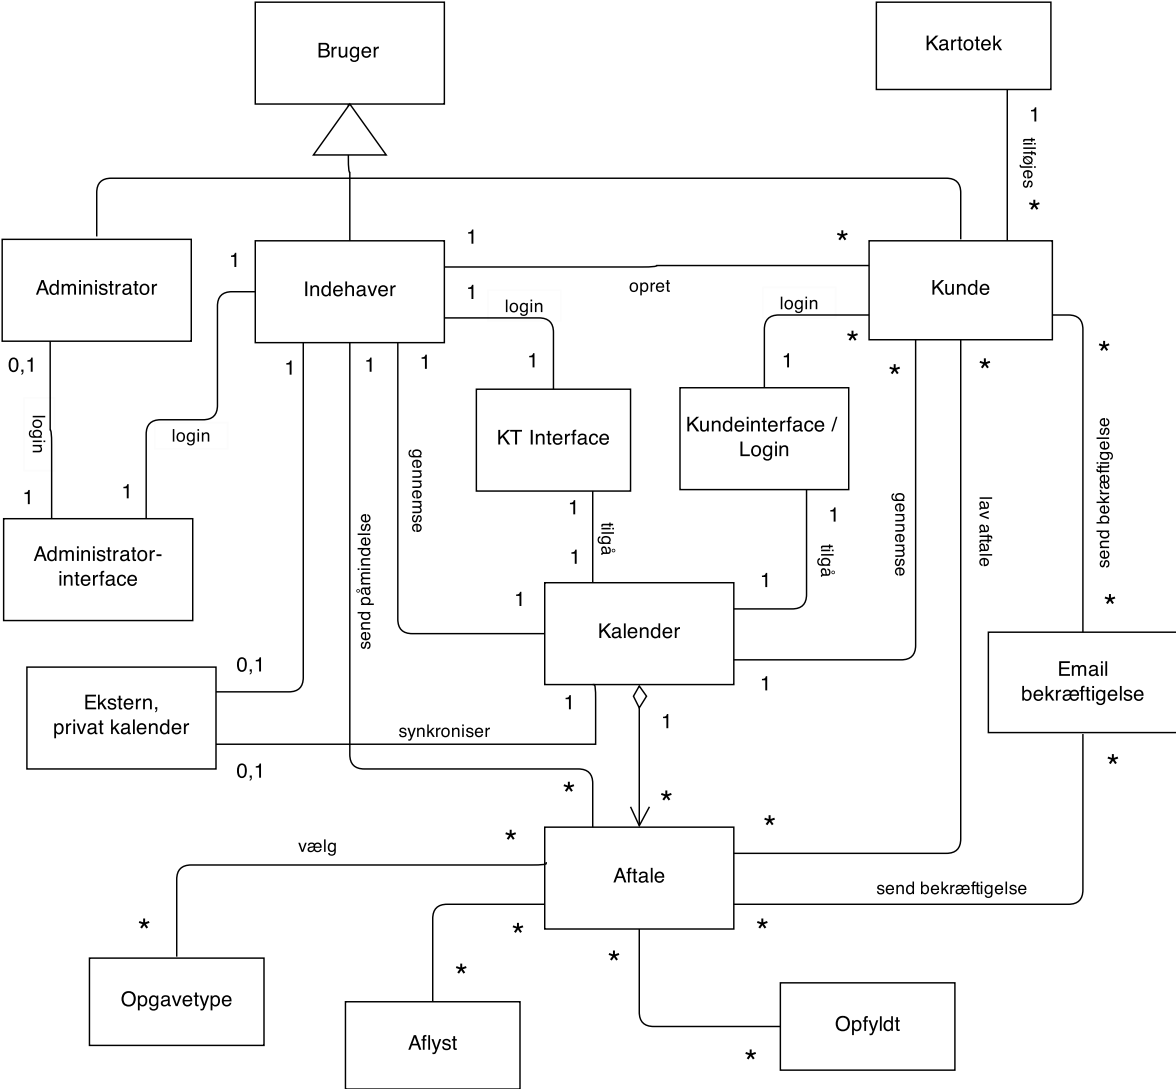 Bruger
Kartotek
1
tilføjes
*
Administrator
1
Indehaver
1
*
opret
Kunde
1
login
login
*
0,1
1
1
1
1
1
*
*
*
login
login
KT Interface
Kundeinterface /
Login
gennemse
send påmindelse
gennemse
lav aftale
send bekræftigelse
1
1
1
tilgå
1
1
tilgå
1
1
*
Administrator-
interface
Kalender
Email
bekræftigelse
0,1
Ekstern,
privat kalender
1
1
1
synkroniser
0,1
*
*
*
*
*
vælg
Aftale
send bekræftigelse
*
*
*
*
*
Opgavetype
Aflyst
Opfyldt
*